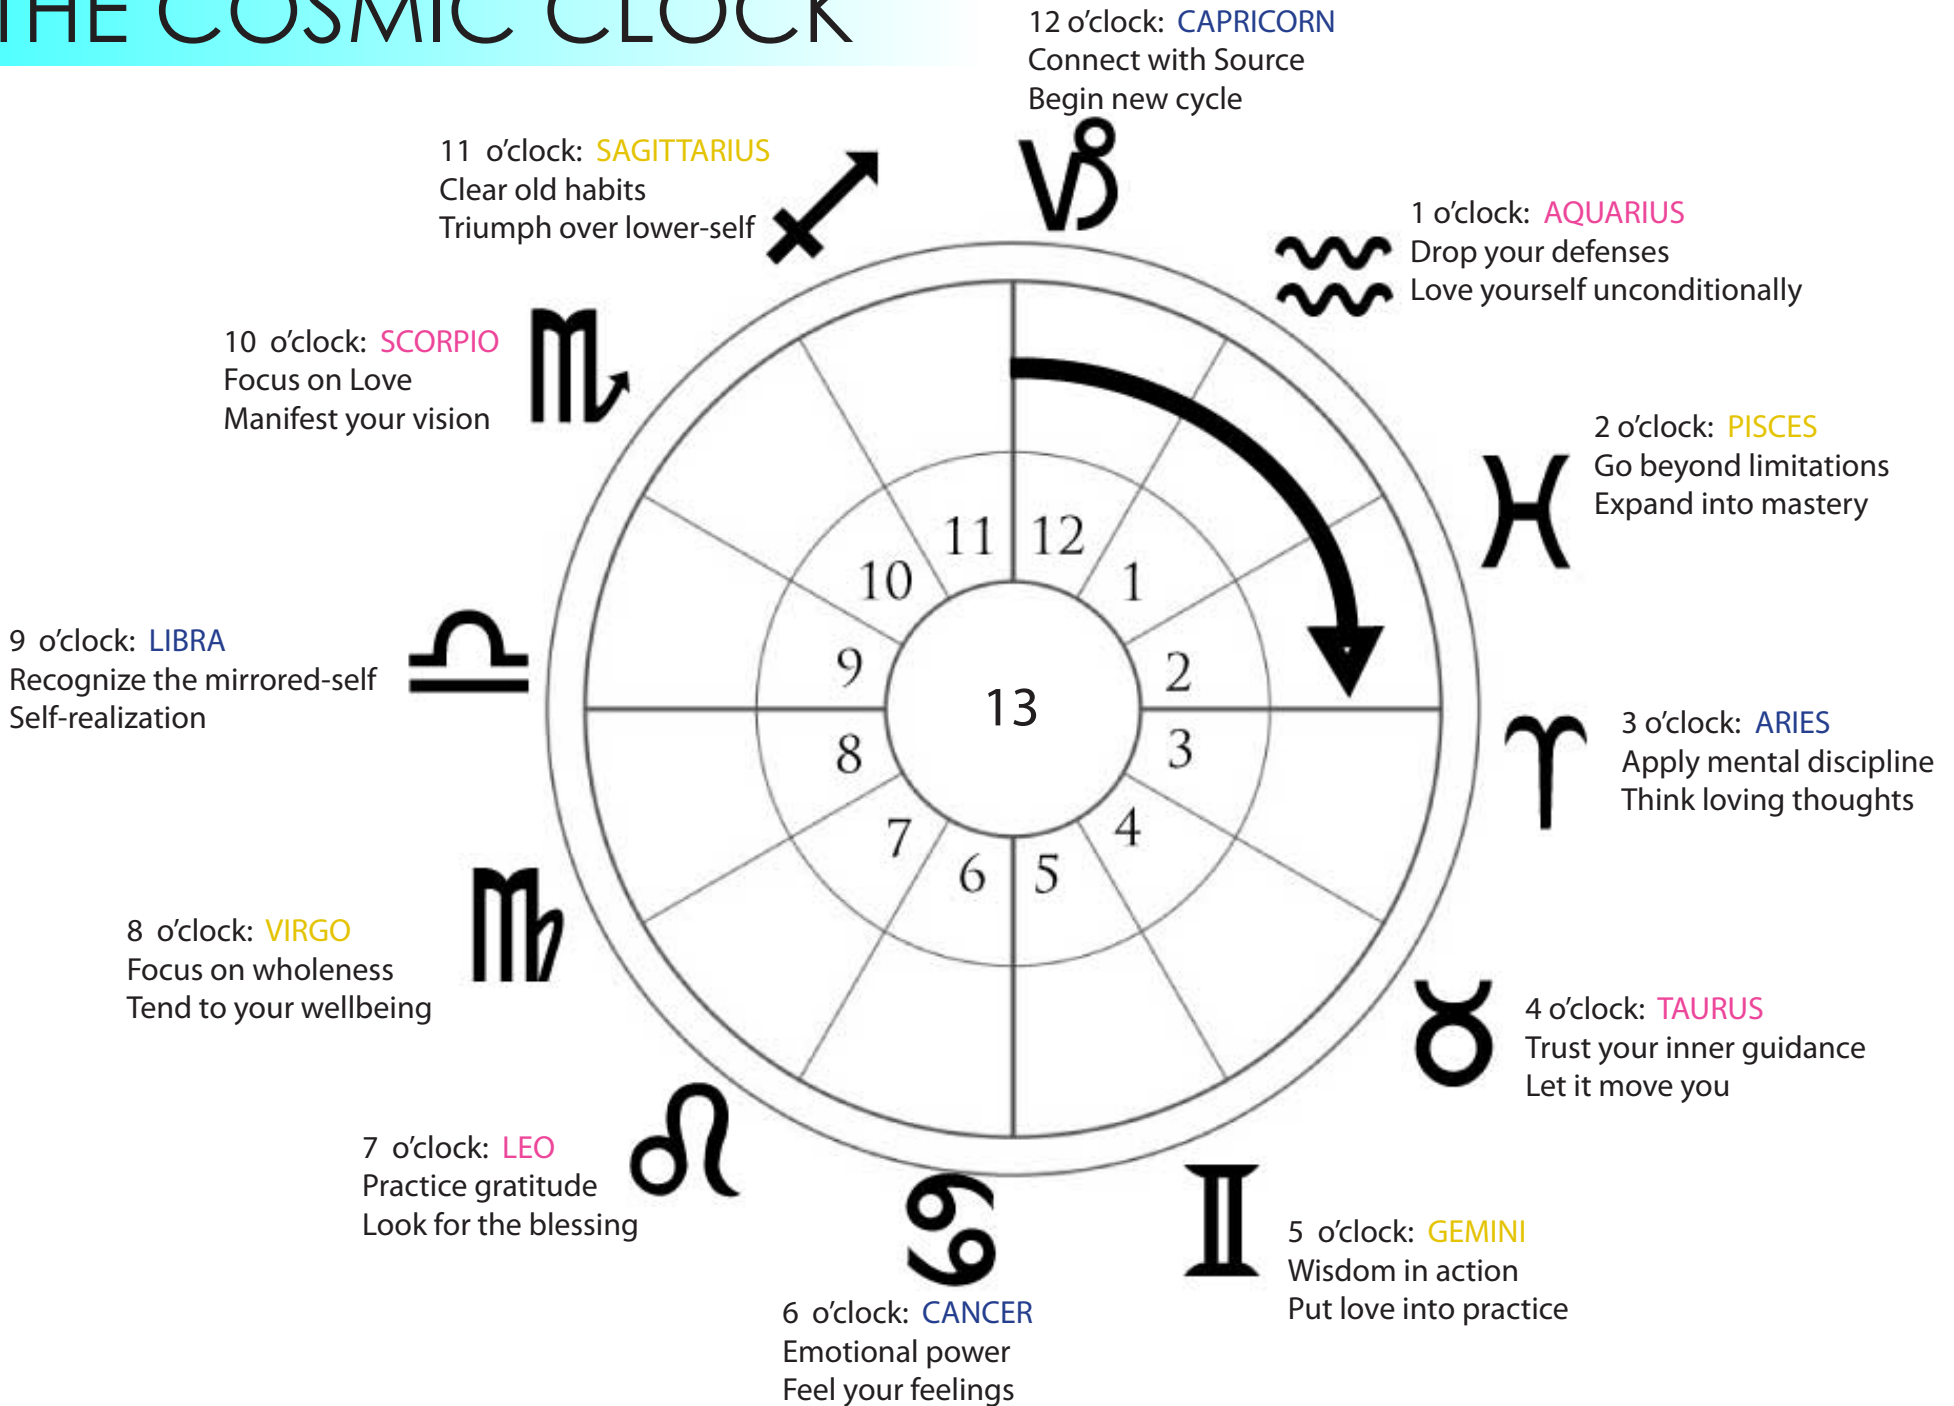 THE COSMIC CLOCK
12 o'clock: CAPRICORN
Connect with Source
Begin new cycle
11 o'clock: SAGITTARIUS
Clear old habits
Triumph over lower-self
1 o'clock: AQUARIUS
Drop your defenses
Love yourself unconditionally
10 o'clock: SCORPIO
Focus on Love
Manifest your vision
2 o'clock: PISCES
Go beyond limitations
Expand into mastery
9 o'clock: LIBRA
Recognize the mirrored-self
Self-realization
3 o'clock: ARIES
Apply mental discipline
Think loving thoughts
8 o'clock: VIRGO
Focus on wholeness
Tend to your wellbeing
4 o'clock: TAURUS
Trust your inner guidance
Let it move you
7 o'clock: LEO
Practice gratitude
Look for the blessing
5 o'clock: GEMINI
Wisdom in action
Put love into practice
6 o'clock: CANCER
Emotional power
Feel your feelings
11 12
10 1
9 2
13
8 3
7 4
6 5